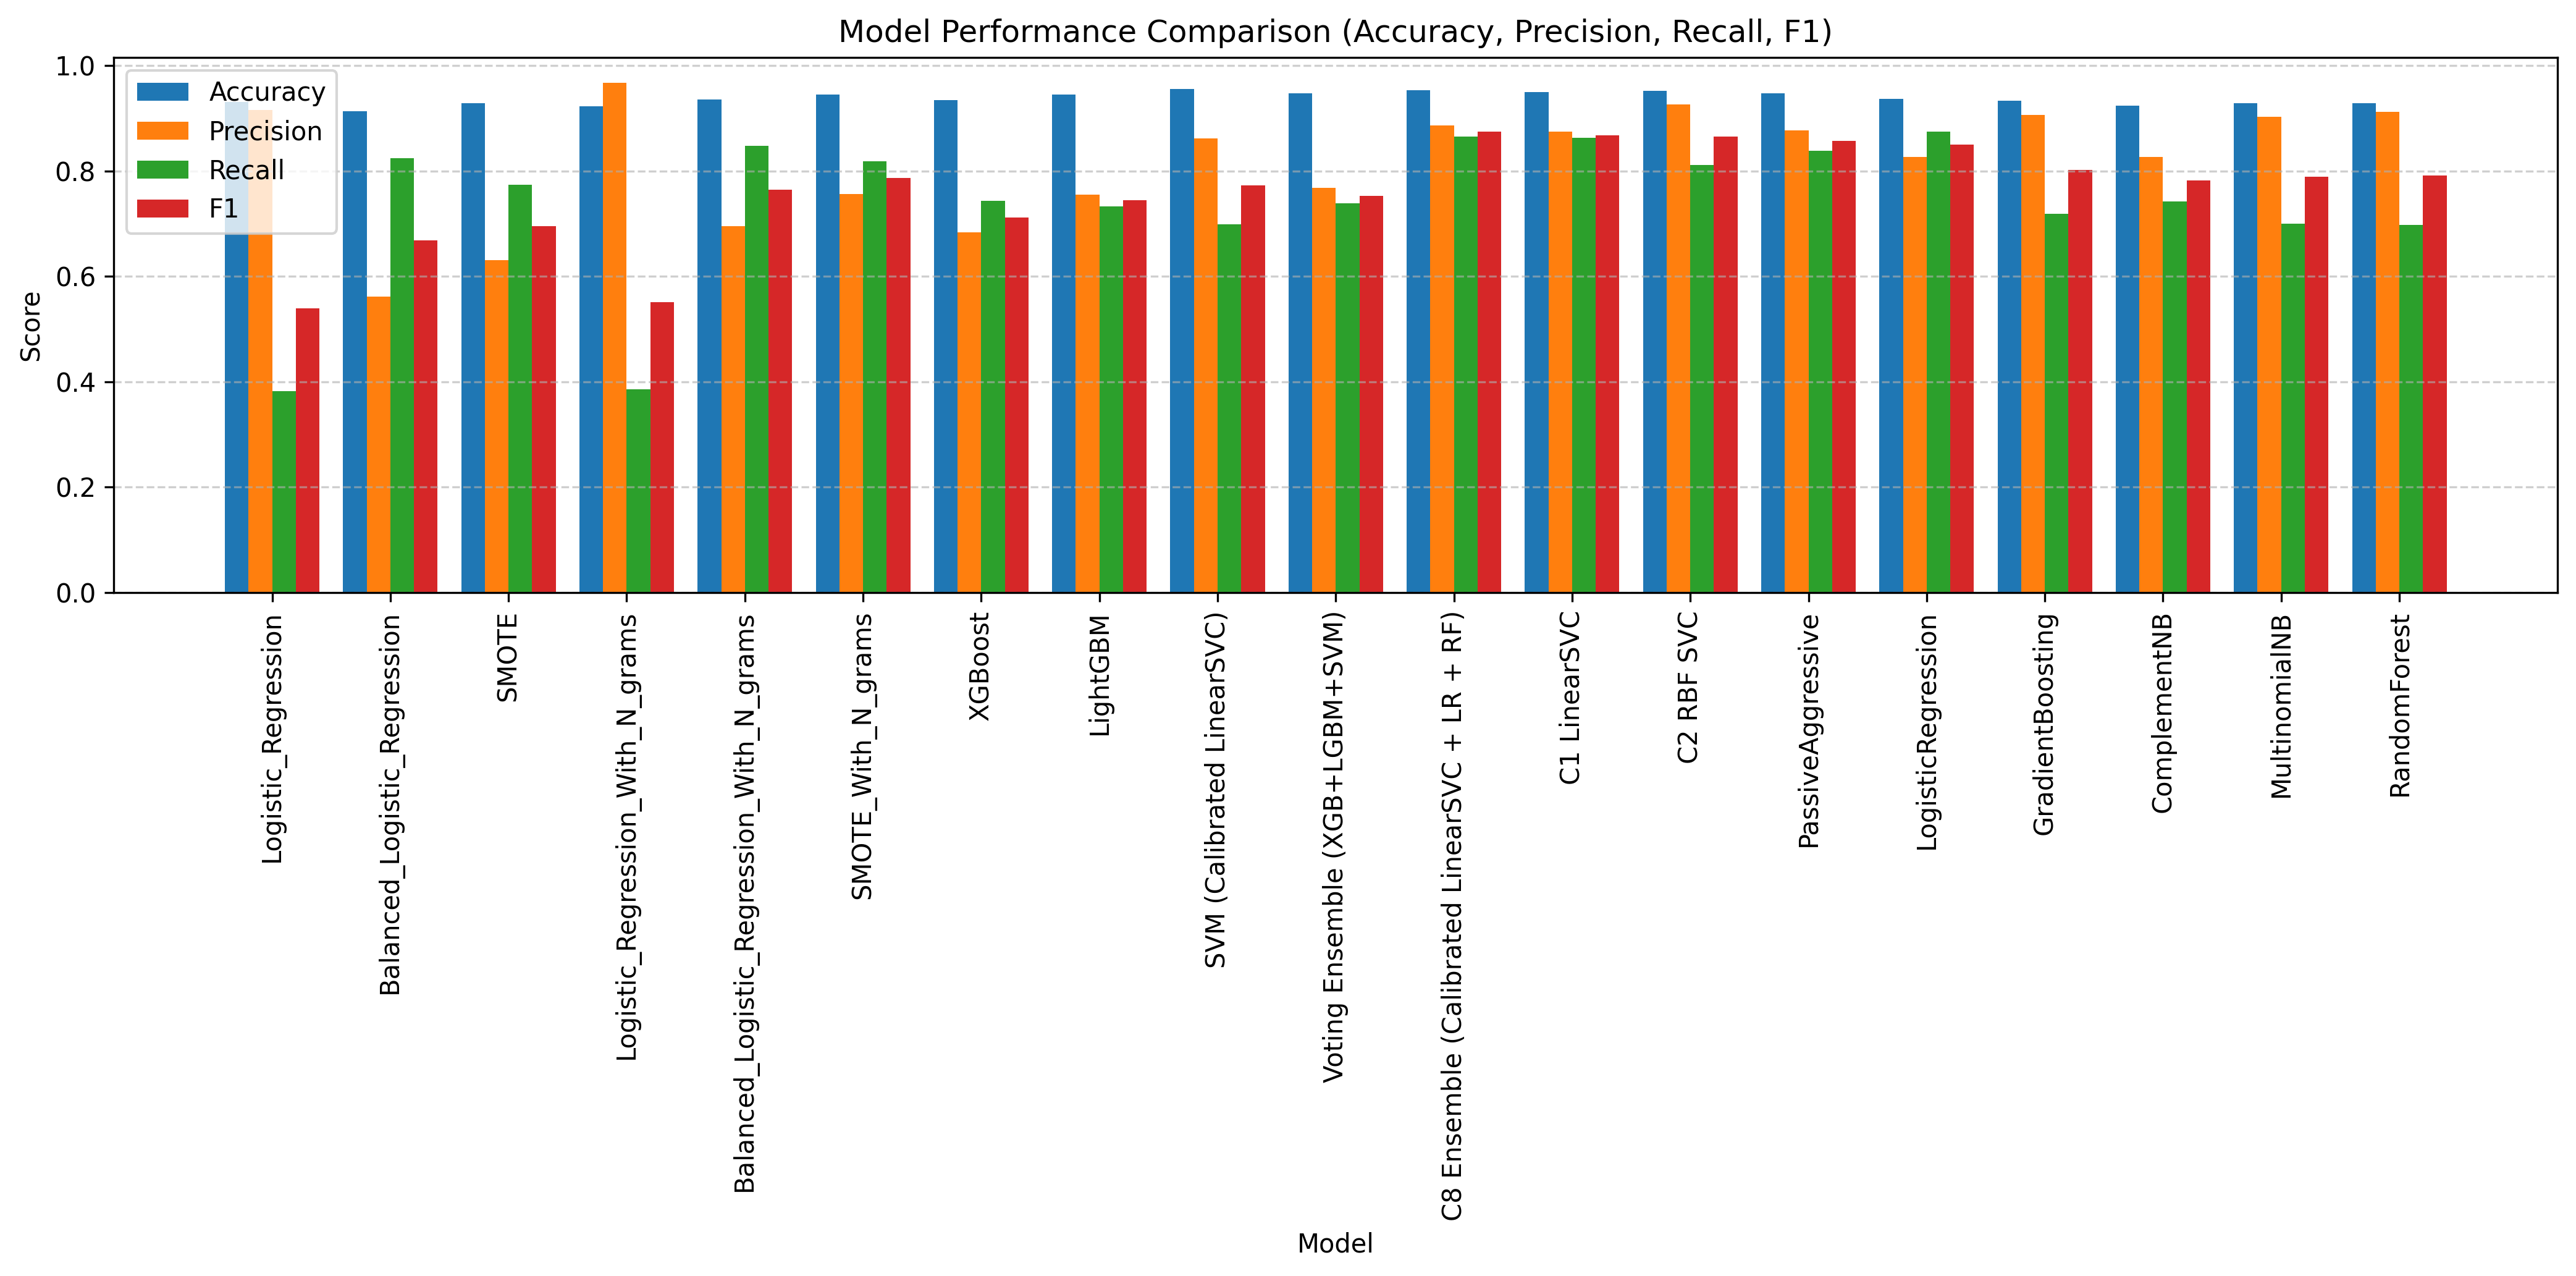 Model Performance Comparison (Accuracy, Precision, Recall, F1)
1.0
0.8
0.6
0.4
0.2
0.0
Score
Accuracy
Precision
Recall
F1
Logistic_Regression
Balanced_Logistic_Regression
SMOTE
Logistic_Regression_With_N_grams
Balanced_Logistic_Regression_With_N_grams
SMOTE_With_N_grams
XGBoost
LightGBM
SVM (Calibrated LinearSVC)
Voting Ensemble (XGB+LGBM+SVM)
C8 Ensemble (Calibrated LinearSVC + LR + RF)
C1 LinearSVC
C2 RBF SVC
PassiveAggressive
LogisticRegression
GradientBoosting
ComplementNB
MultinomialNB
RandomForest
Model